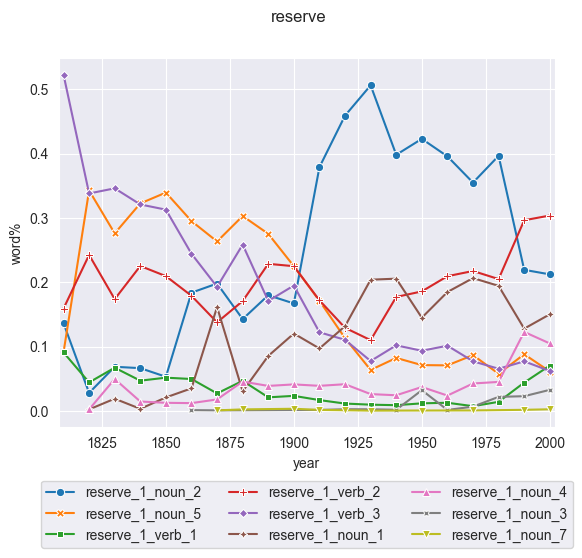 reserve
0.5
0.4
0.3
0.2
0.1
0.0
word%
1825 1850 1875 1900 1925 1950 1975 2000
year
reserve_1_noun_2 reserve_1_verb_2 reserve_1_noun_4
reserve_1_noun_5 reserve_1_verb_3 reserve_1_noun_3
reserve_1_verb_1 reserve_1_noun_1 reserve_1_noun_7